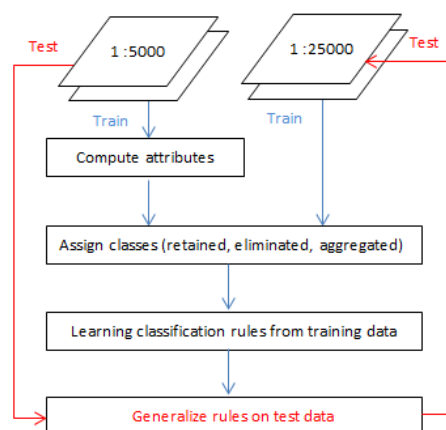 Test
1 :5000
1 :25000
Test
Train
Train
Compute attributes
Assign classes (retained, eliminated, aggregated)
Learning classification rules from training data
Generalize rules on test data